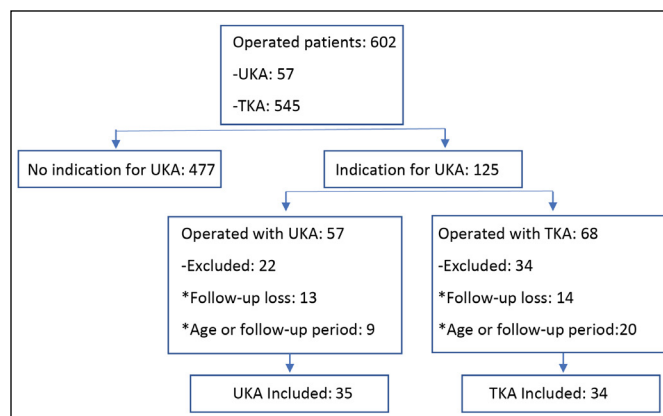 Operated patients: 602
-UKA: 57
-TKA: 545
No indication for UKA: 477
Indication for UKA: 125
Operated with UKA: 57
-Excluded: 22
*Follow-up loss: 13
*Age or follow-up period: 9
Operated with TKA: 68
-Excluded: 34
*Follow-up loss: 14
*Age or follow-up period:20
UKA Included: 35
TKA Included: 34